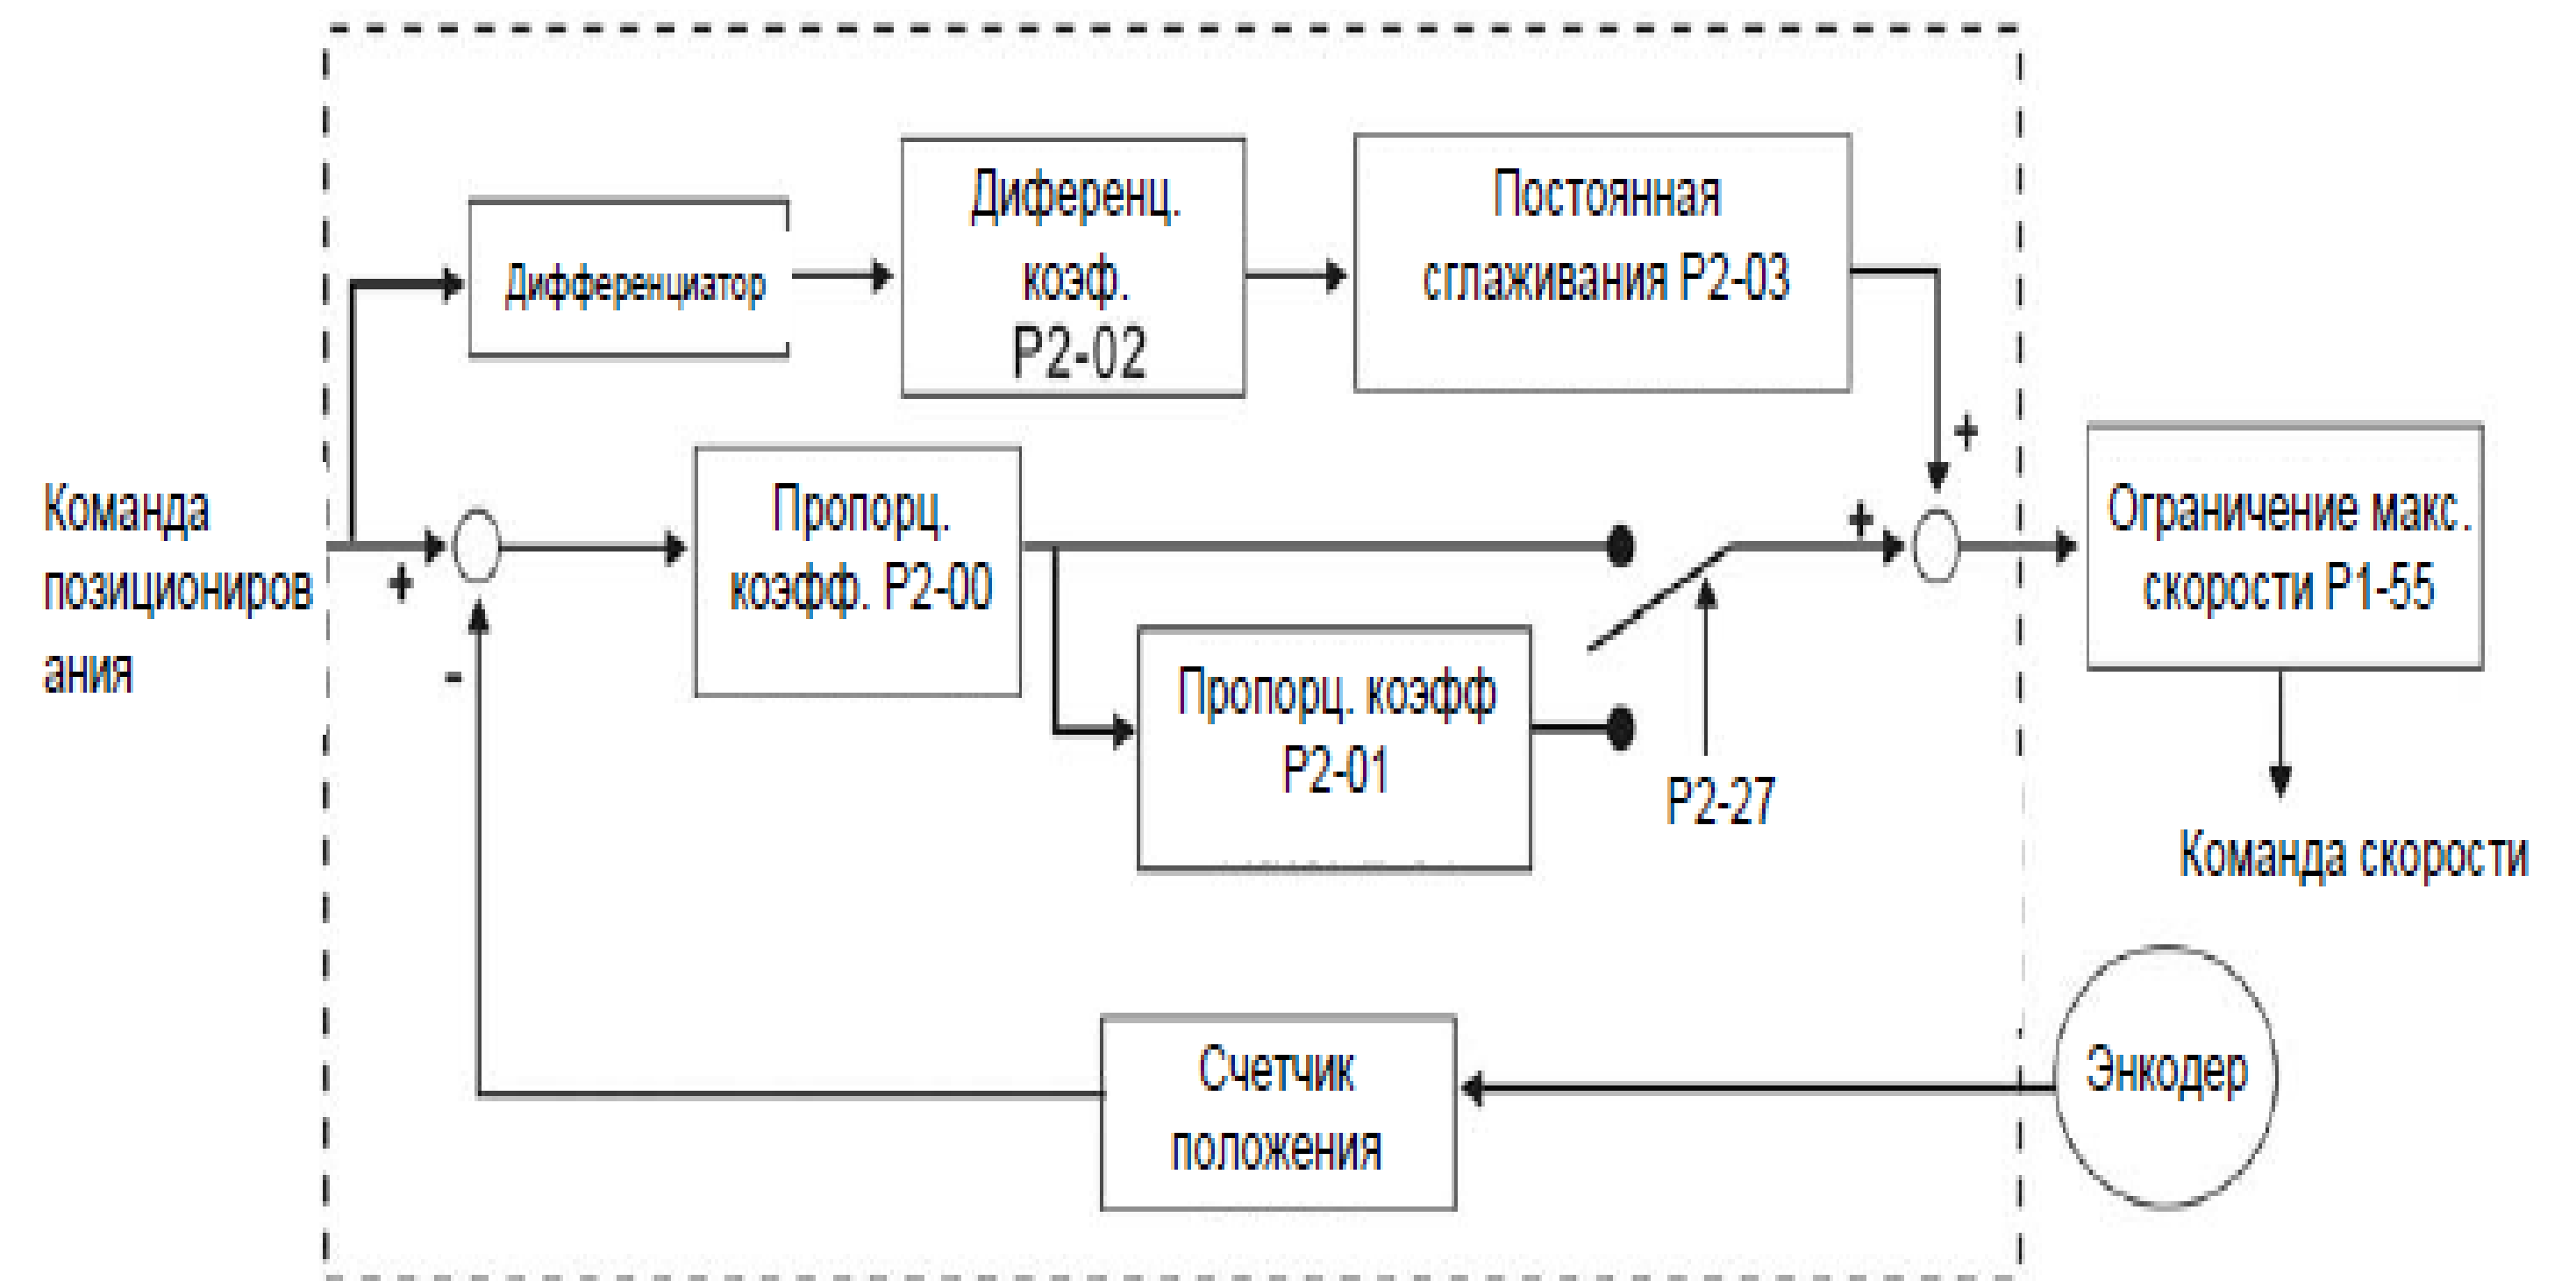 Дифференциатор
Диференц.
коэф.
P2-02
Постоянная
сглаживания P2-03
+
Команда
позициониров
ания
+
-
Пропорц.
коэфф. P2-00
Пропорц. коэфф
P2-01
P2-27
+
Ограничение макс.
скорости P1-55
Команда скорости
Счетчик
положения
Энкодер